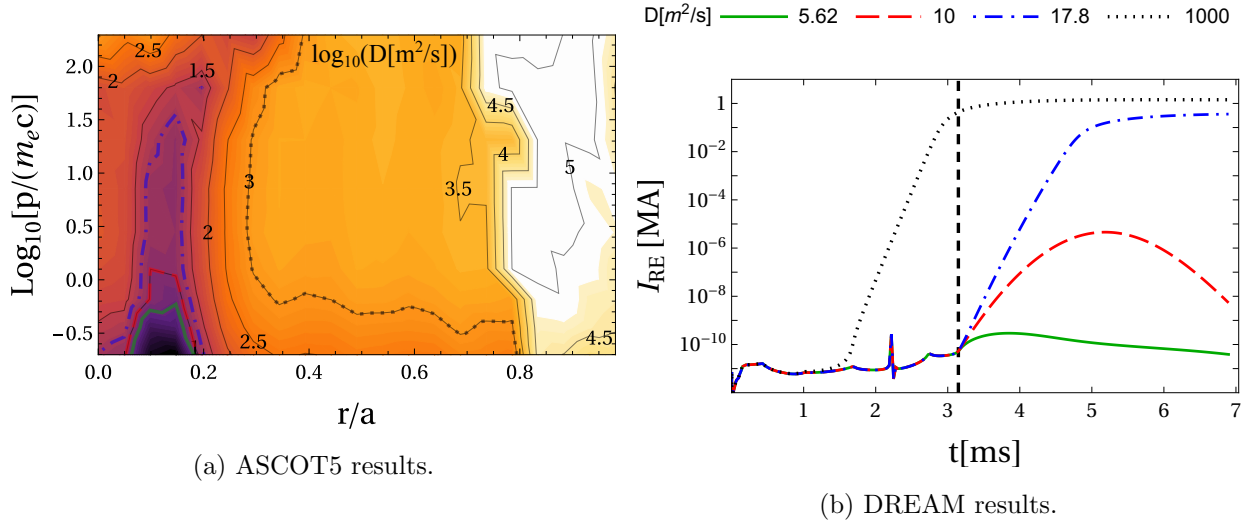 D[m²/s] 5.62 10 17.8 1000
log₁₀(D[m²/s])
2.5
2
1.5
4.5
4
5
3
3.5
2
2.5
4.5
2.0
1.5
1.0
0.5
0.0
−0.5
Log₁₀[p/(mₑc)]
0.0 0.2 0.4 0.6 0.8
r/a
(a) ASCOT5 results.
1
10⁻²
10⁻⁴
10⁻⁶
10⁻⁸
10⁻¹⁰
I_RE [MA]
1 2 3 4 5 6 7
t[ms]
(b) DREAM results.